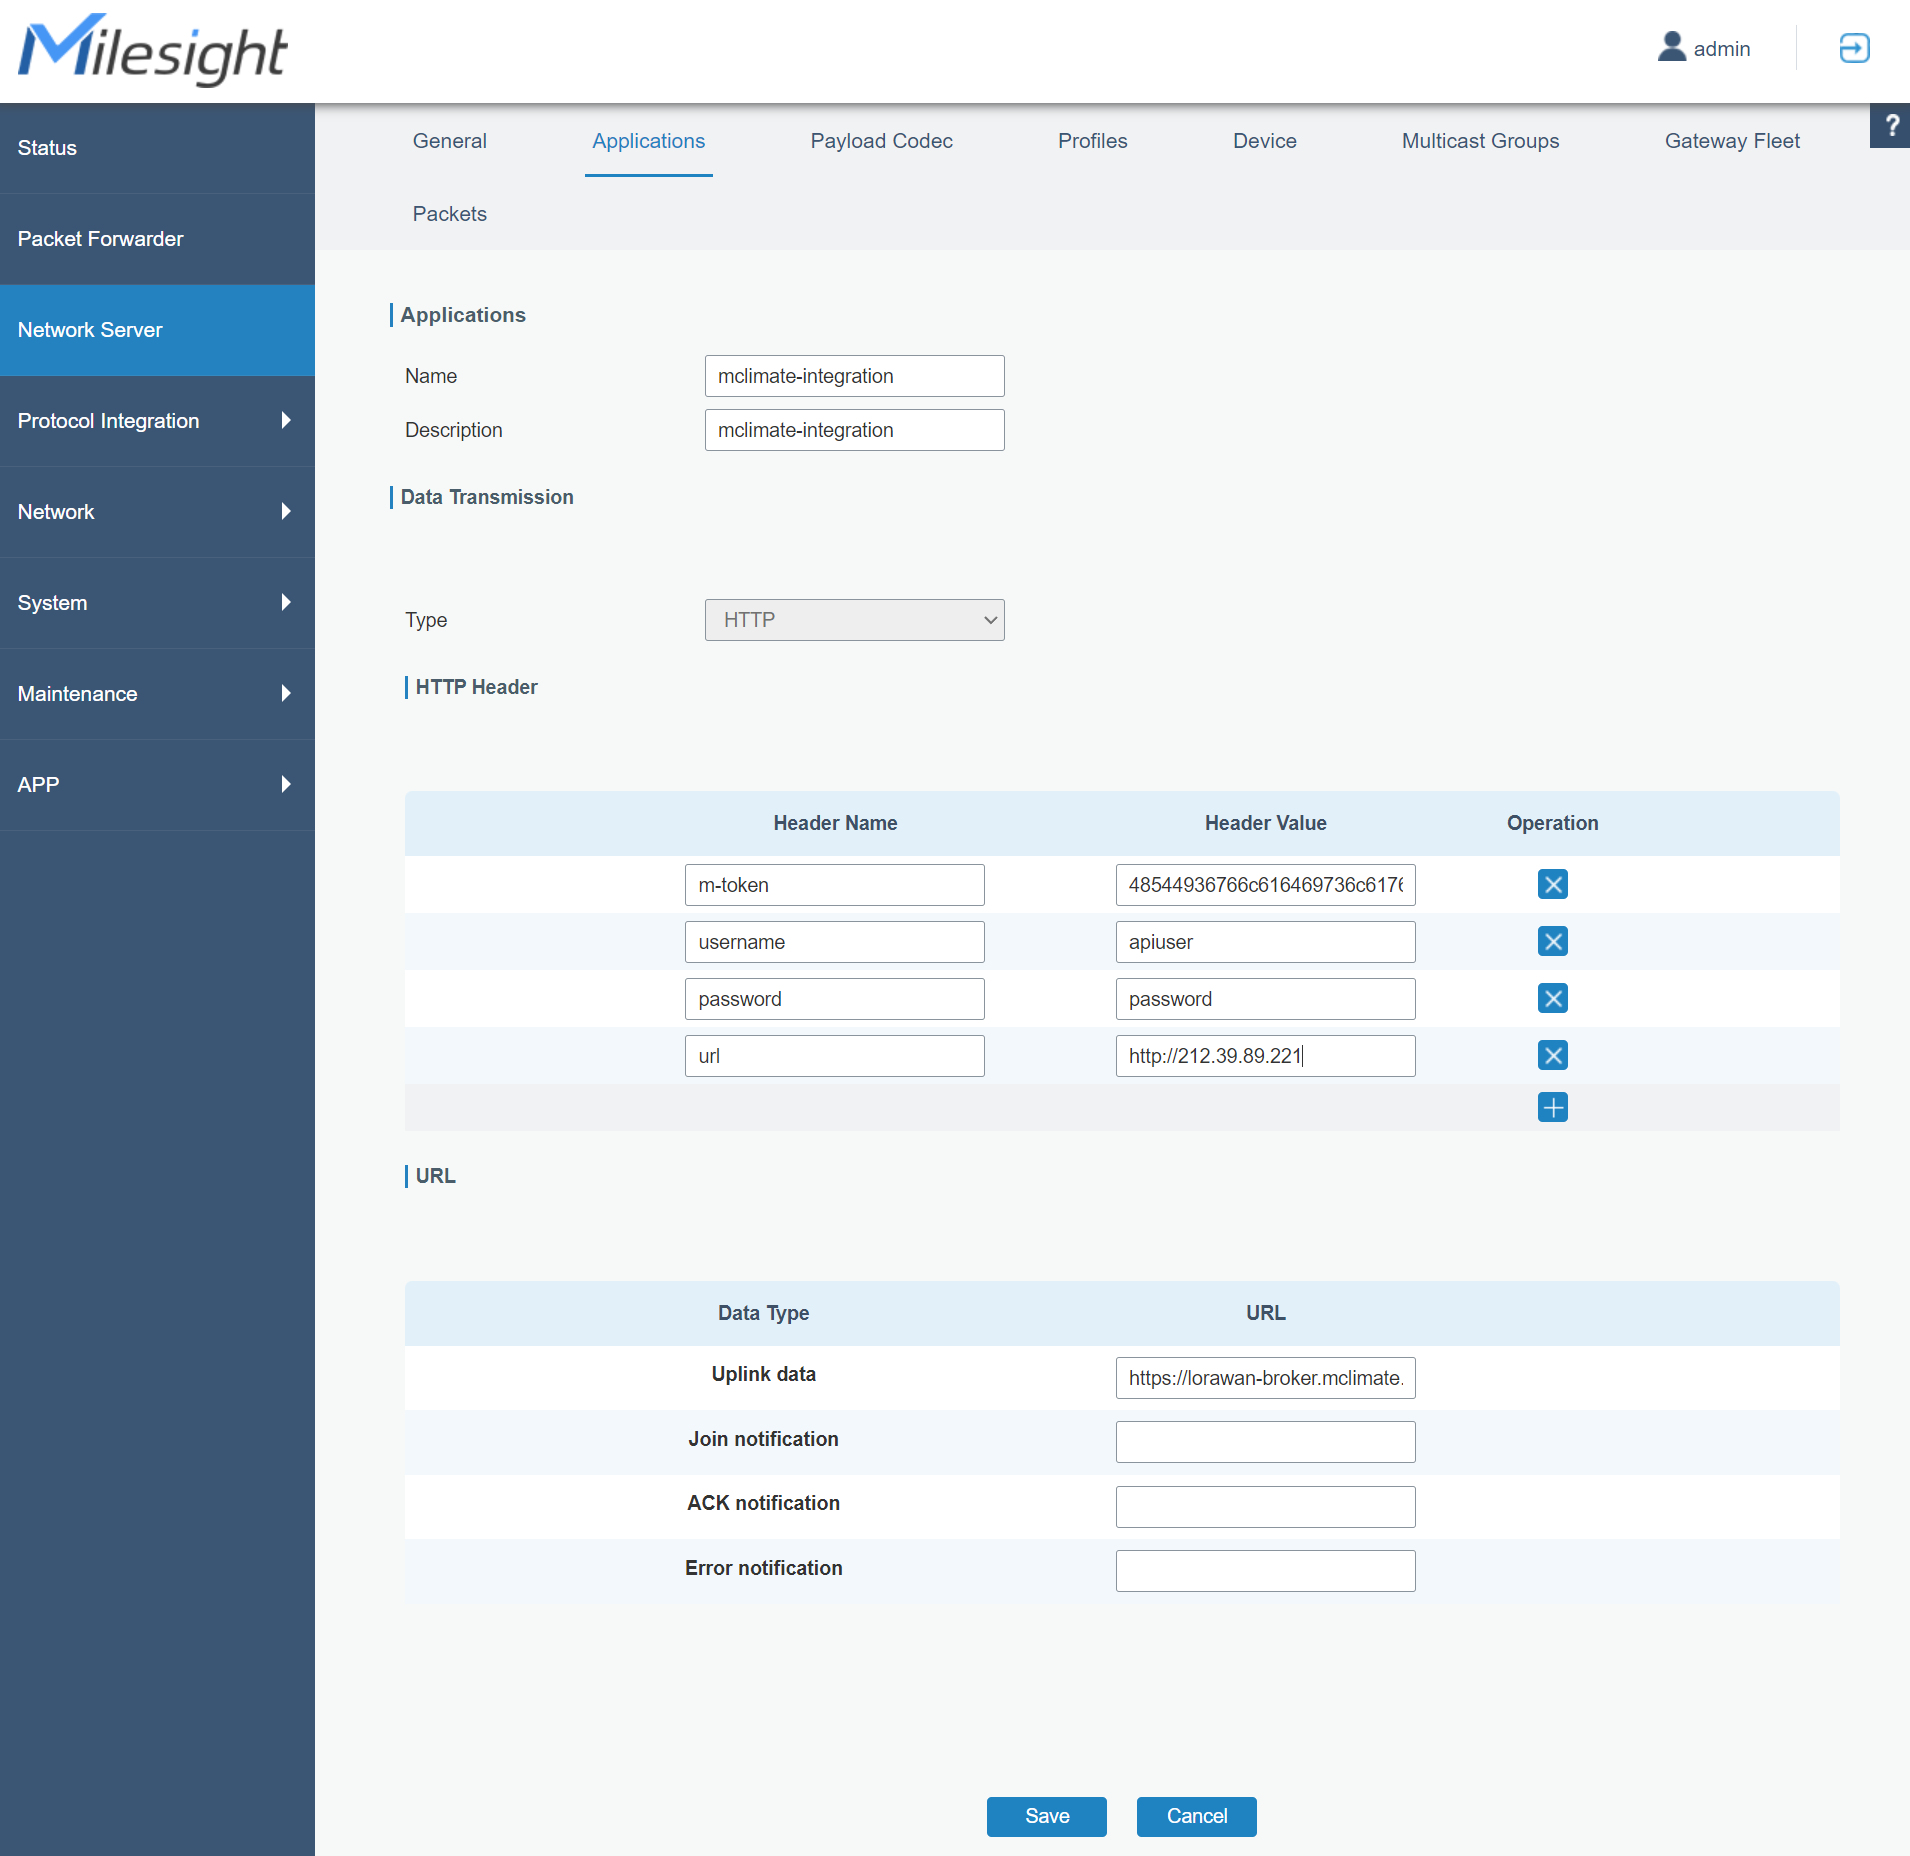 Milesight
admin
Status
Packet Forwarder
Network Server
Protocol Integration
Network
System
Maintenance
APP
General
Applications
Payload Codec
Profiles
Device
Multicast Groups
Gateway Fleet
?
Packets
Applications
Name
mclimate-integration
Description
mclimate-integration
Data Transmission
Type
HTTP
HTTP Header
Header Name Header Value Operation
m-token 48544936766c616469736c6176
username apiuser
password password
url http://212.39.89.221
URL
Data Type URL
Uplink data https://lorawan-broker.mclimate.
Join notification
ACK notification
Error notification
Save Cancel